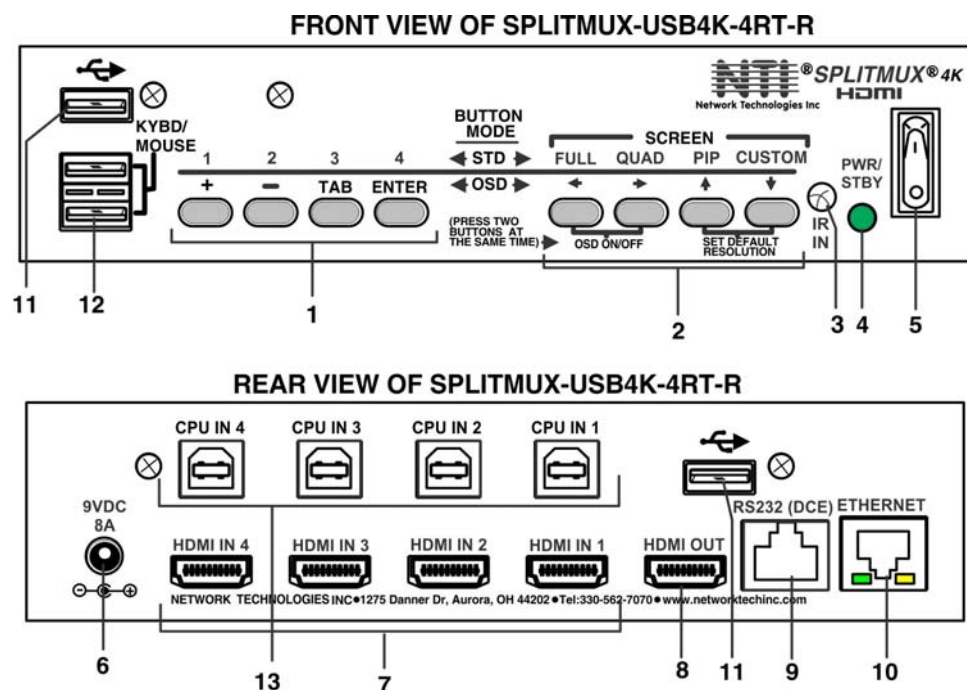 FRONT VIEW OF SPLITMUX-USB4K-4RT-R
NTI ® SPLITMUX® 4K
HDMI
Network Technologies Inc
KYBD/
MOUSE
BUTTON
MODE
SCREEN
1 2 3 4 ◄ STD ► FULL QUAD PIP CUSTOM
+ − TAB ENTER ◄ OSD ►
PWR/
STBY
(PRESS TWO
BUTTONS AT
THE SAME TIME)
OSD ON/OFF
SET DEFAULT
RESOLUTION
IR
IN
11 12 1 2 3 4 5
REAR VIEW OF SPLITMUX-USB4K-4RT-R
CPU IN 4 CPU IN 3 CPU IN 2 CPU IN 1
9VDC
8A
RS232 (DCE) ETHERNET
HDMI IN 4 HDMI IN 3 HDMI IN 2 HDMI IN 1 HDMI OUT
NETWORK TECHNOLOGIES INC●1275 Danner Dr, Aurora, OH 44202●Tel:330-562-7070●www.networktechinc.com
6 13 7 8 11 9 10